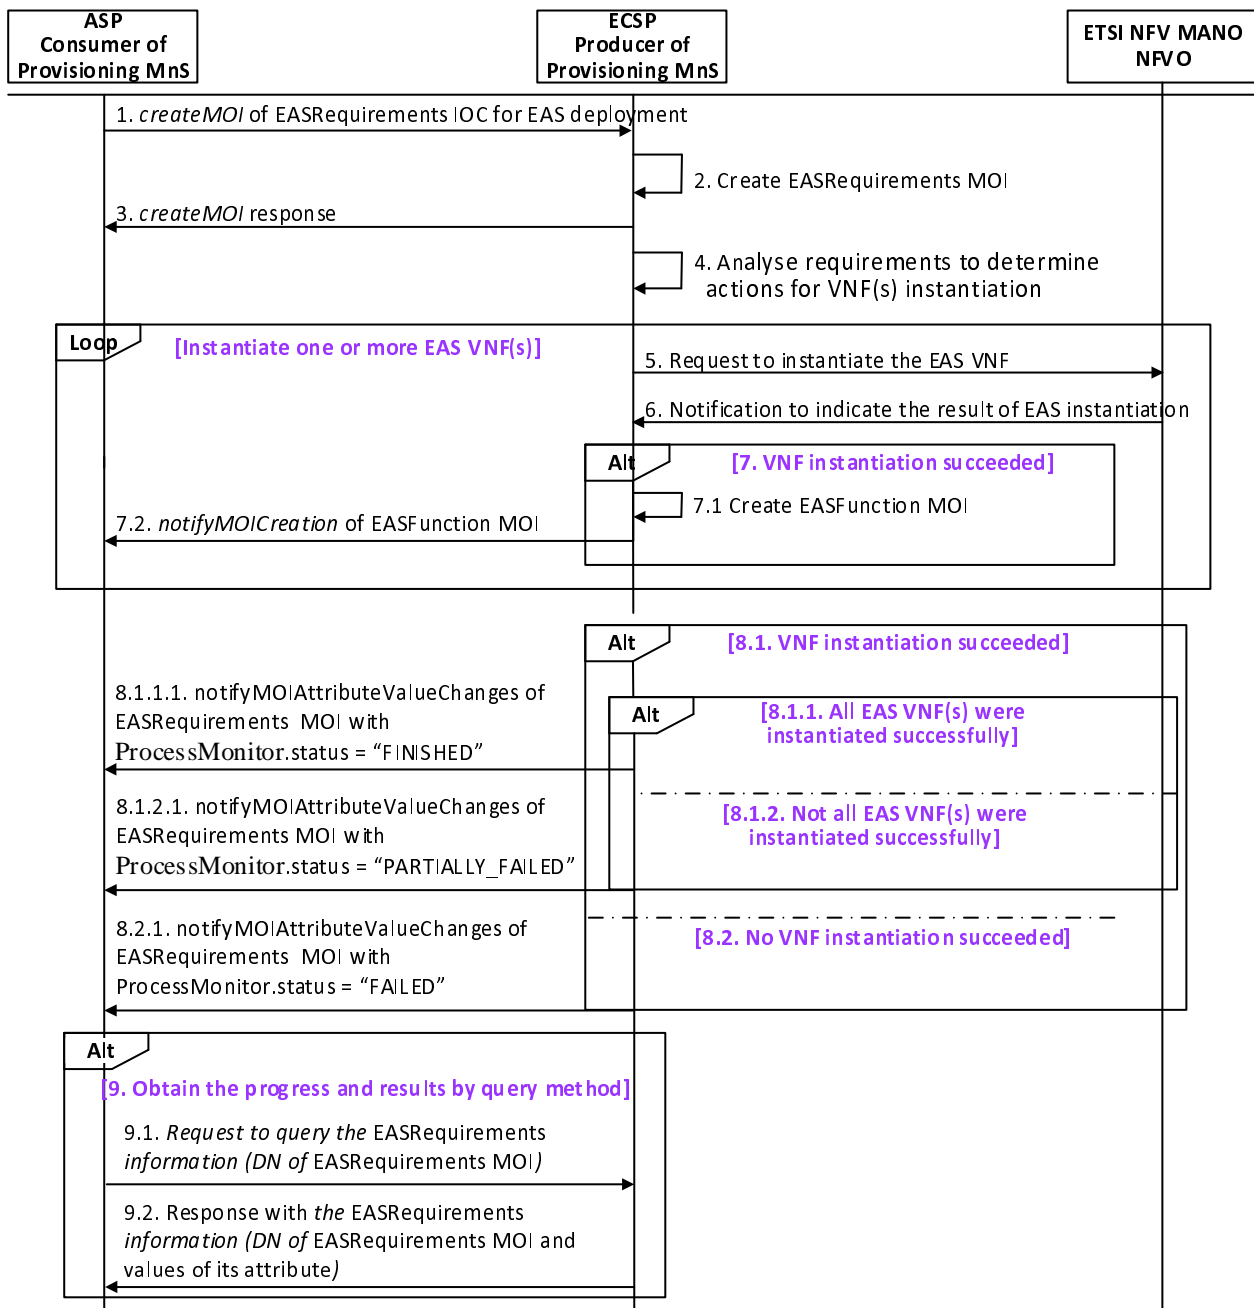 ASP
Consumer of
Provisioning MnS
ECSP
Producer of
Provisioning MnS
ETSI NFV MANO
NFVO
1. createMOI of EASRequirements IOC for EAS deployment
2. Create EASRequirements MOI
3. createMOI response
4. Analyse requirements to determine
actions for VNF(s) instantiation
Loop
[Instantiate one or more EAS VNF(s)]
5. Request to instantiate the EAS VNF
6. Notification to indicate the result of EAS instantiation
Alt
[7. VNF instantiation succeeded]
7.1 Create EASFunction MOI
7.2. notifyMOICreation of EASFunction MOI
Alt
[8.1. VNF instantiation succeeded]
8.1.1.1. notifyMOIAttributeValueChanges of
EASRequirements MOI with
ProcessMonitor.status = “FINISHED”
Alt
[8.1.1. All EAS VNF(s) were
instantiated successfully]
8.1.2.1. notifyMOIAttributeValueChanges of
EASRequirements MOI with
ProcessMonitor.status = “PARTIALLY_FAILED”
[8.1.2. Not all EAS VNF(s) were
instantiated successfully]
8.2.1. notifyMOIAttributeValueChanges of
EASRequirements MOI with
ProcessMonitor.status = “FAILED”
[8.2. No VNF instantiation succeeded]
Alt
[9. Obtain the progress and results by query method]
9.1. Request to query the EASRequirements
information (DN of EASRequirements MOI)
9.2. Response with the EASRequirements
information (DN of EASRequirements MOI and
values of its attribute)